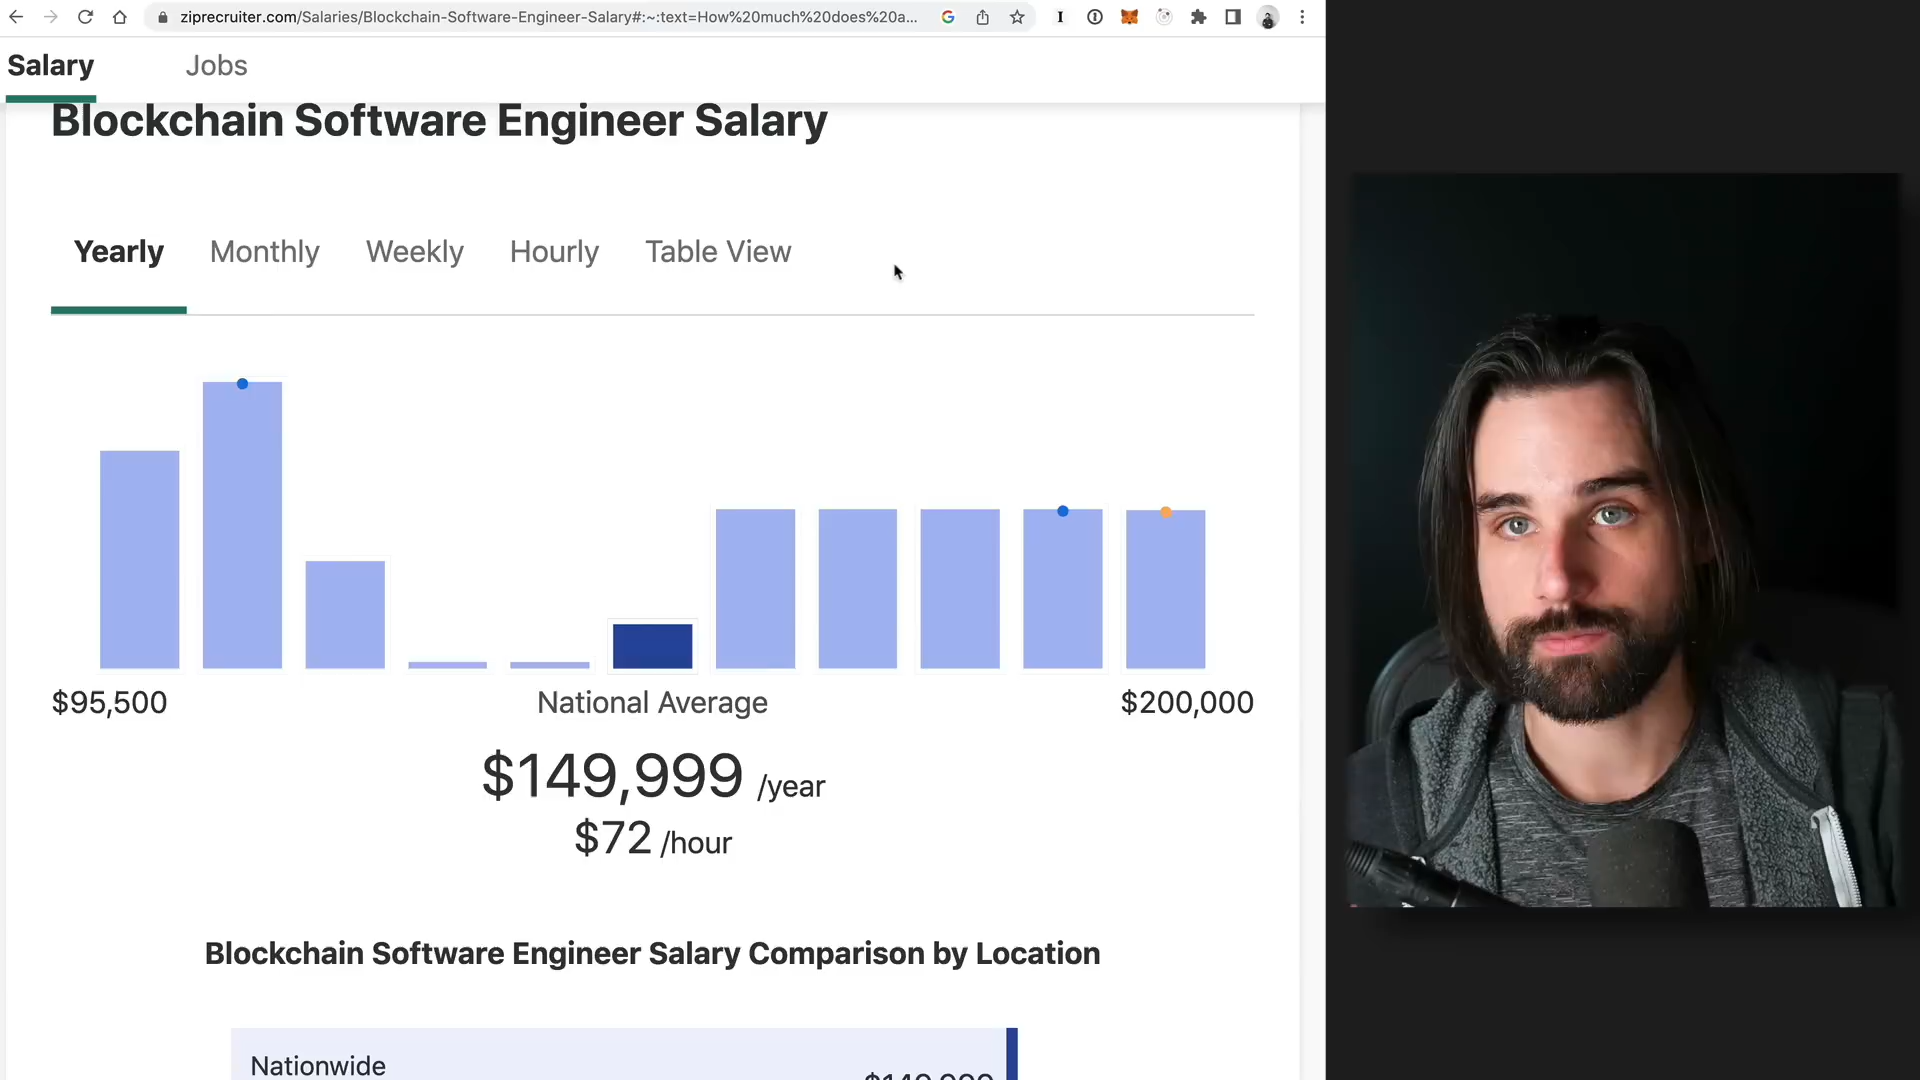 ziprecruiter.com/Salaries/Blockchain-Software-Engineer-Salary#:~:text=How%20much%20does%20a...
Salary Jobs
Blockchain Software Engineer Salary
Yearly Monthly Weekly Hourly Table View
$95,500 National Average $200,000
$149,999 /year
$72 /hour
Blockchain Software Engineer Salary Comparison by Location
Nationwide